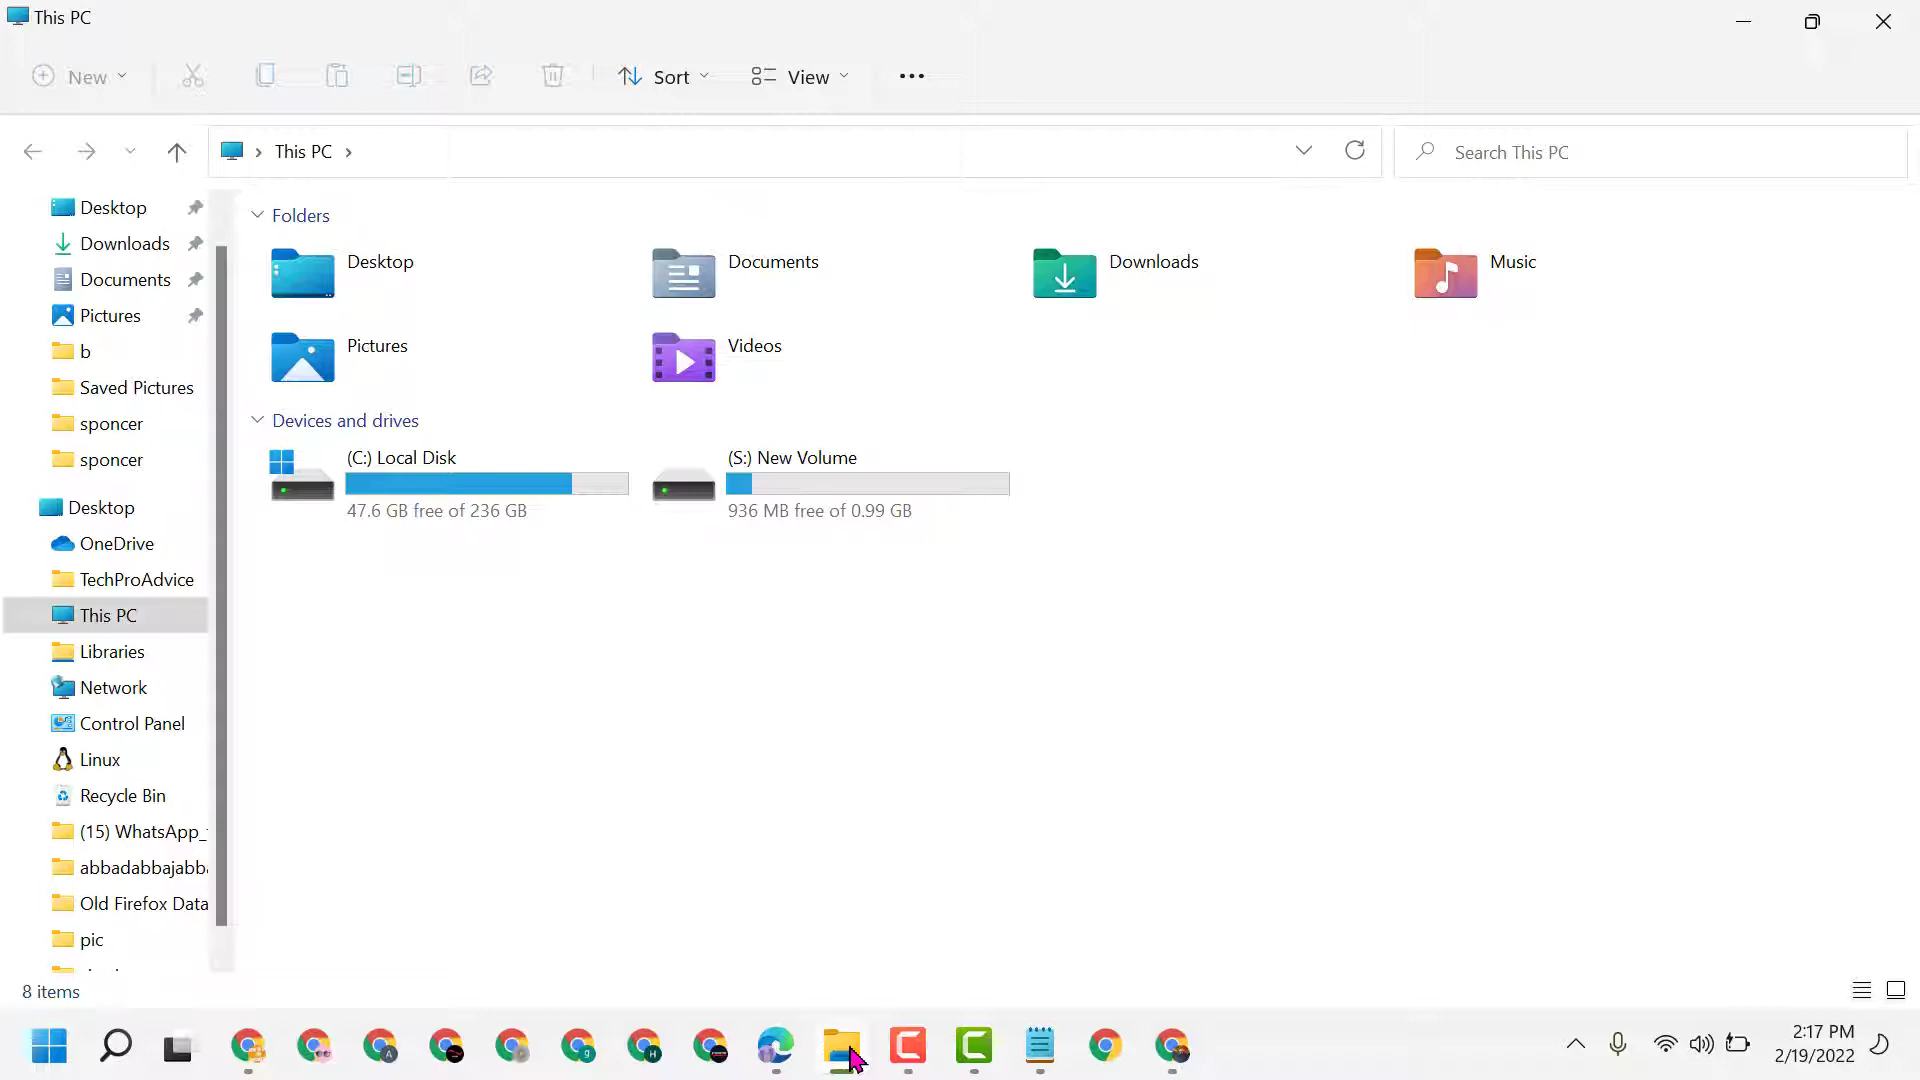 This PC
New
Sort
View
This PC
Search This PC
Desktop
Downloads
Documents
Pictures
b
Saved Pictures
sponcer
sponcer
Desktop
OneDrive
TechProAdvice
This PC
Libraries
Network
Control Panel
Linux
Recycle Bin
(15) WhatsApp_
abbadabbajabb
Old Firefox Data
pic
Folders
Desktop
Documents
Downloads
Music
Pictures
Videos
Devices and drives
(C:) Local Disk
47.6 GB free of 236 GB
(S:) New Volume
936 MB free of 0.99 GB
8 items
A
g
H
2:17 PM
2/19/2022